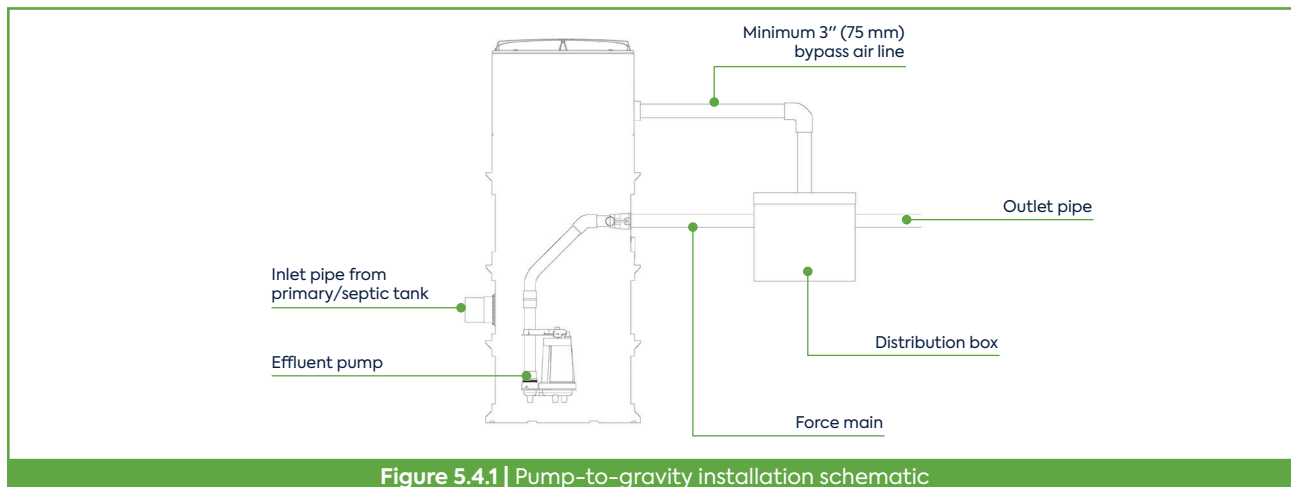 Minimum 3” (75 mm)
bypass air line
Outlet pipe
Inlet pipe from
primary/septic tank
Distribution box
Effluent pump
Force main
Figure 5.4.1 | Pump-to-gravity installation schematic